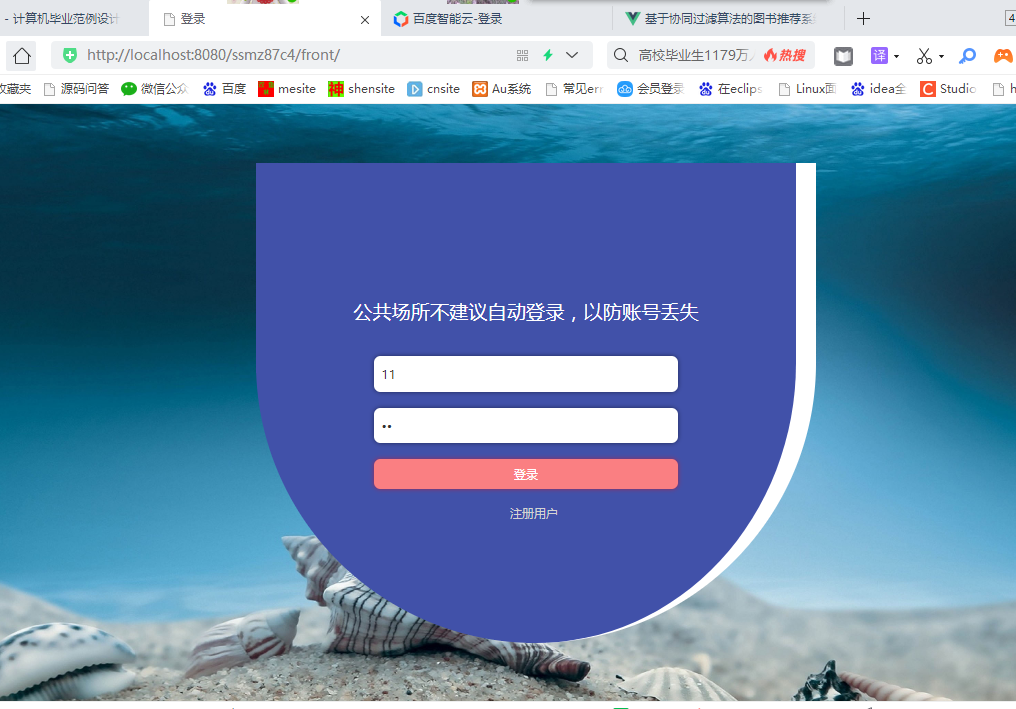 - 计算机毕业范例设计
登录
百度智能云-登录
基于协同过滤算法的图书推荐系
http://localhost:8080/ssmz87c4/front/
高校毕业生1179万
热搜
译
收藏夹
源码问答
微信公众
百度
mesite
神
shensite
cnsite
Au系统
常见err
会员登录
在eclips
Linux面
idea全
C
Studio
h
公共场所不建议自动登录，以防账号丢失
11
••
登录
注册用户